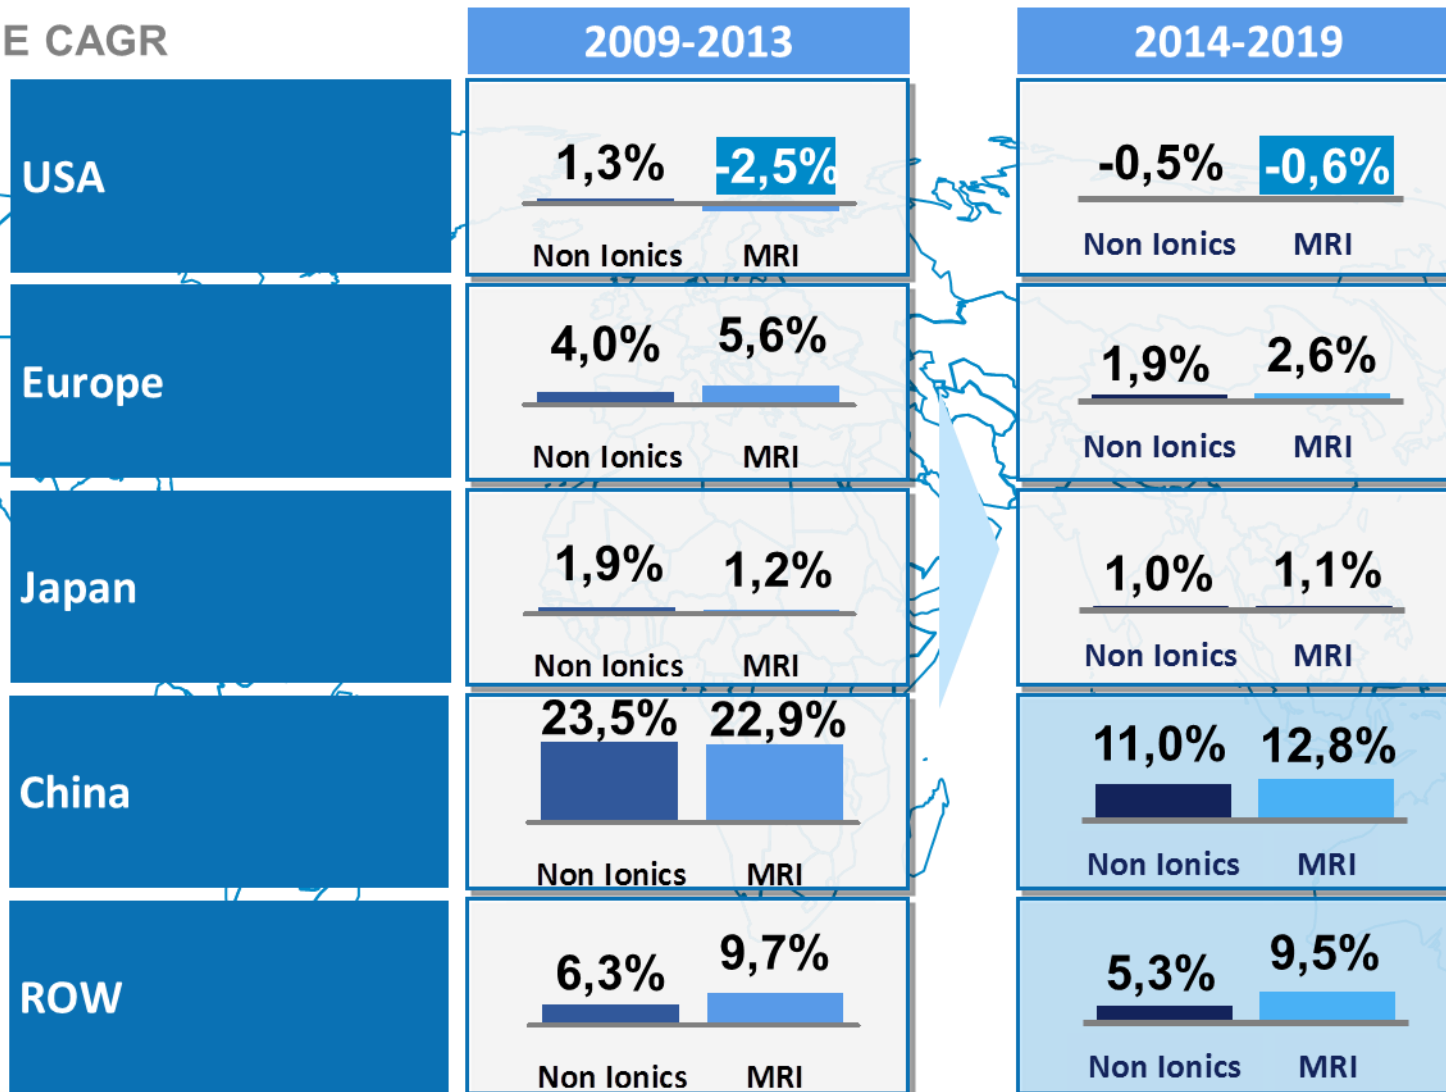 E CAGR
2009-2013
2014-2019
USA
1,3%
-2,5%
Non Ionics
MRI
-0,5%
-0,6%
Non Ionics
MRI
Europe
4,0%
5,6%
Non Ionics
MRI
1,9%
2,6%
Non Ionics
MRI
Japan
1,9%
1,2%
Non Ionics
MRI
1,0%
1,1%
Non Ionics
MRI
China
23,5%
22,9%
Non Ionics
MRI
11,0%
12,8%
Non Ionics
MRI
ROW
6,3%
9,7%
Non Ionics
MRI
5,3%
9,5%
Non Ionics
MRI